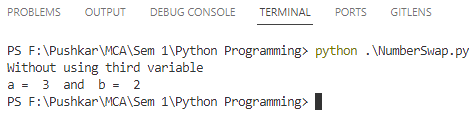 PROBLEMS OUTPUT DEBUG CONSOLE TERMINAL PORTS GITLENS
PS F:\Pushkar\MCA\Sem 1\Python Programming> python .\NumberSwap.py
Without using third variable
a =  3  and  b =  2
PS F:\Pushkar\MCA\Sem 1\Python Programming>